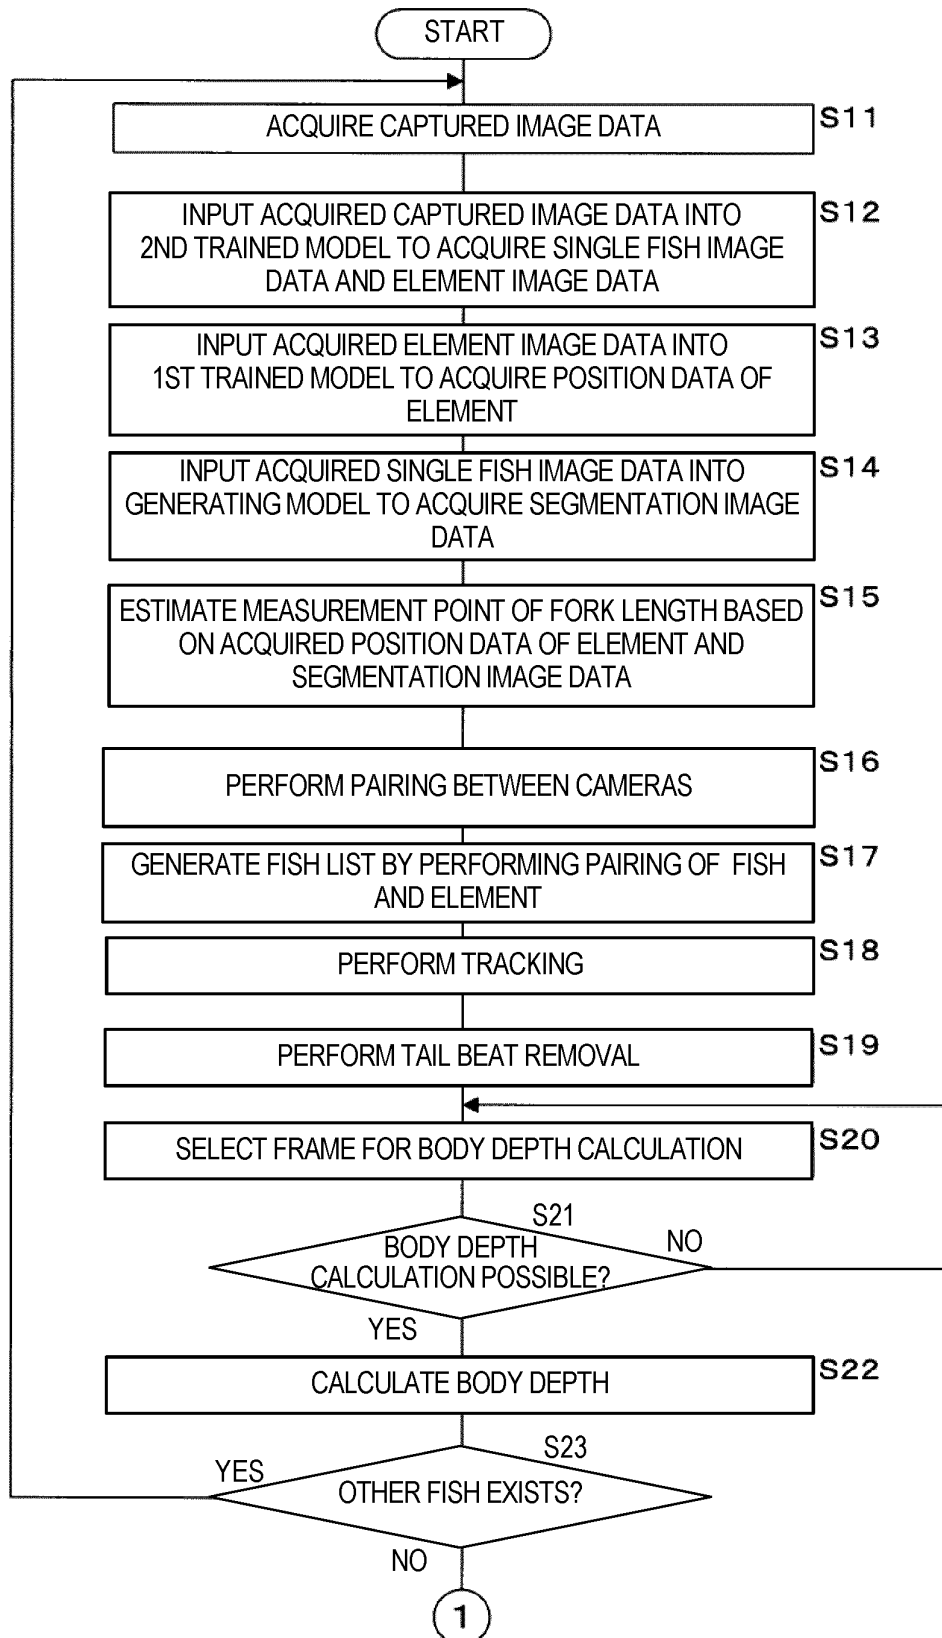 START
ACQUIRE CAPTURED IMAGE DATA
S11
INPUT ACQUIRED CAPTURED IMAGE DATA INTO
2ND TRAINED MODEL TO ACQUIRE SINGLE FISH IMAGE
DATA AND ELEMENT IMAGE DATA
S12
INPUT ACQUIRED ELEMENT IMAGE DATA INTO
1ST TRAINED MODEL TO ACQUIRE POSITION DATA OF
ELEMENT
S13
INPUT ACQUIRED SINGLE FISH IMAGE DATA INTO
GENERATING MODEL TO ACQUIRE SEGMENTATION IMAGE
DATA
S14
ESTIMATE MEASUREMENT POINT OF FORK LENGTH BASED
ON ACQUIRED POSITION DATA OF ELEMENT AND
SEGMENTATION IMAGE DATA
S15
PERFORM PAIRING BETWEEN CAMERAS
S16
GENERATE FISH LIST BY PERFORMING PAIRING OF FISH
AND ELEMENT
S17
PERFORM TRACKING
S18
PERFORM TAIL BEAT REMOVAL
S19
SELECT FRAME FOR BODY DEPTH CALCULATION
S20
S21
BODY DEPTH
CALCULATION POSSIBLE?
NO
YES
CALCULATE BODY DEPTH
S22
S23
YES
OTHER FISH EXISTS?
NO
1